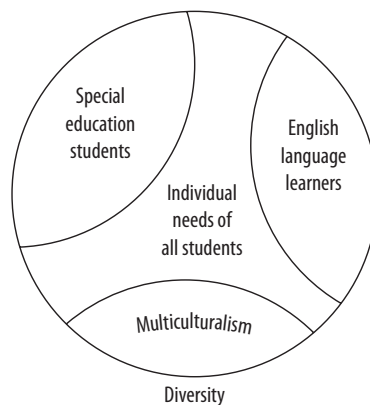 Special
education
students
English
language
learners
Individual
needs of
all students
Multiculturalism
Diversity